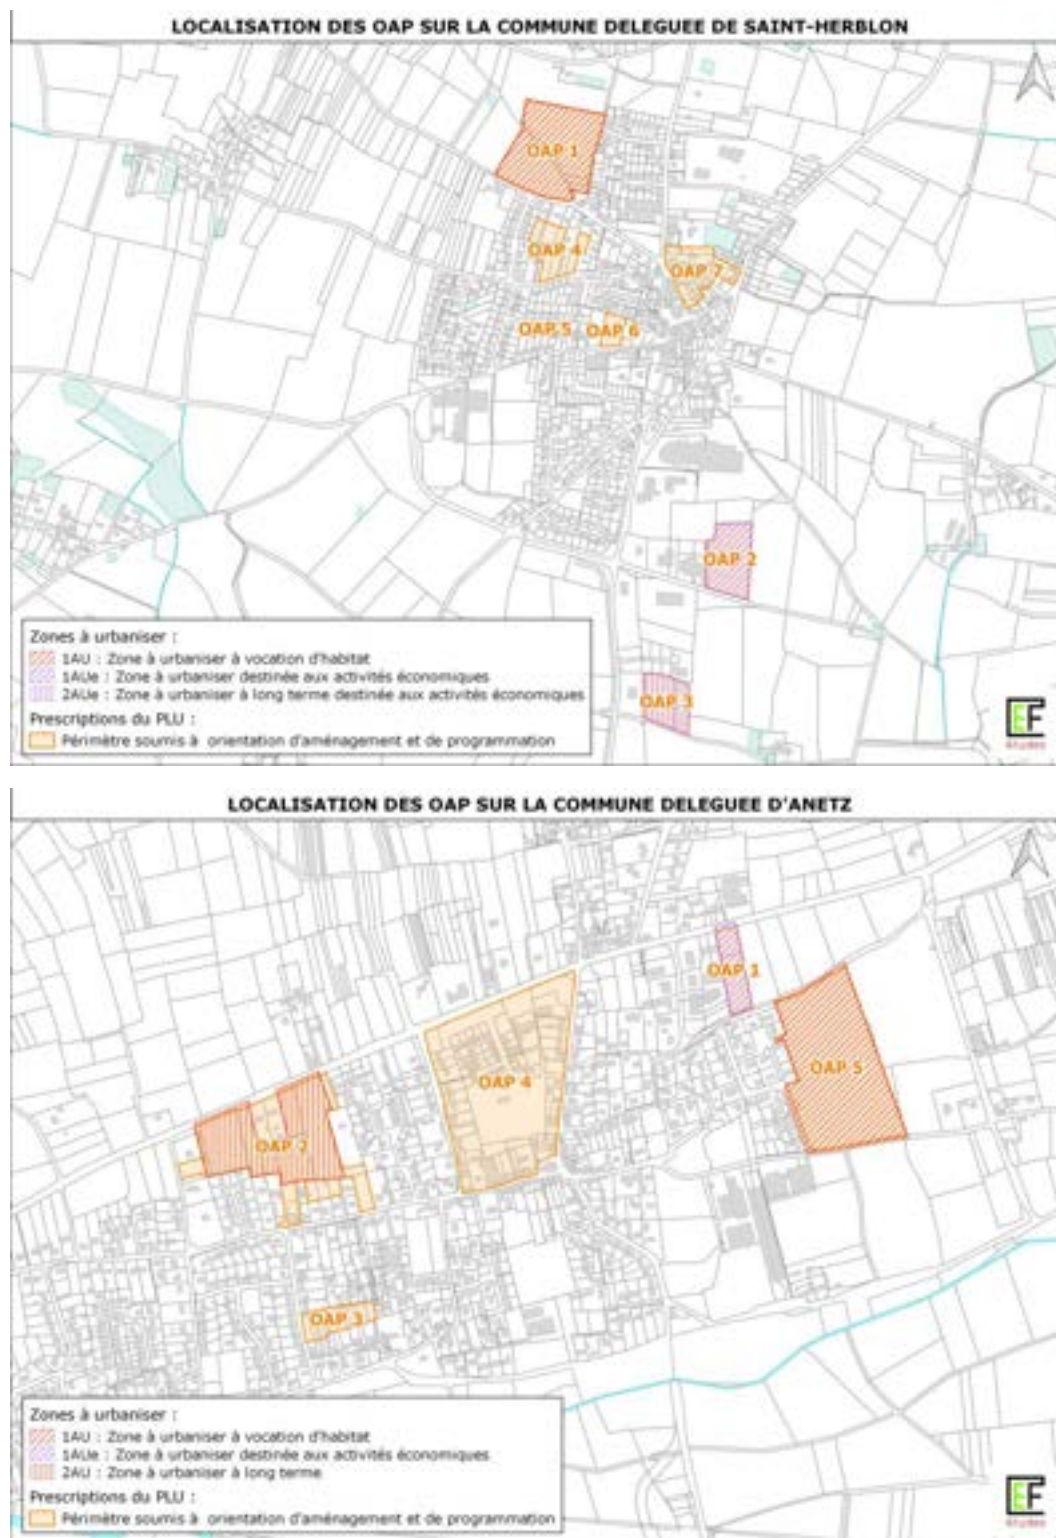 LOCALISATION DES OAP SUR LA COMMUNE DELEGUEE DE SAINT-HERBLON
OAP 1
OAP 4
OAP 7
OAP 5
OAP 6
OAP 2
OAP 3
Zones à urbaniser :
1AU : Zone à urbaniser à vocation d'habitat
1AUe : Zone à urbaniser destinée aux activités économiques
2AUe : Zone à urbaniser à long terme destinée aux activités économiques
Prescriptions du PLU :
Périmètre soumis à orientation d'aménagement et de programmation
EF
ETUDES
LOCALISATION DES OAP SUR LA COMMUNE DELEGUEE D'ANETZ
OAP 1
OAP 5
OAP 4
OAP 2
OAP 3
Zones à urbaniser :
1AU : Zone à urbaniser à vocation d'habitat
1AUe : Zone à urbaniser destinée aux activités économiques
2AU : Zone à urbaniser à long terme
Prescriptions du PLU :
Périmètre soumis à orientation d'aménagement et de programmation
EF
ETUDES